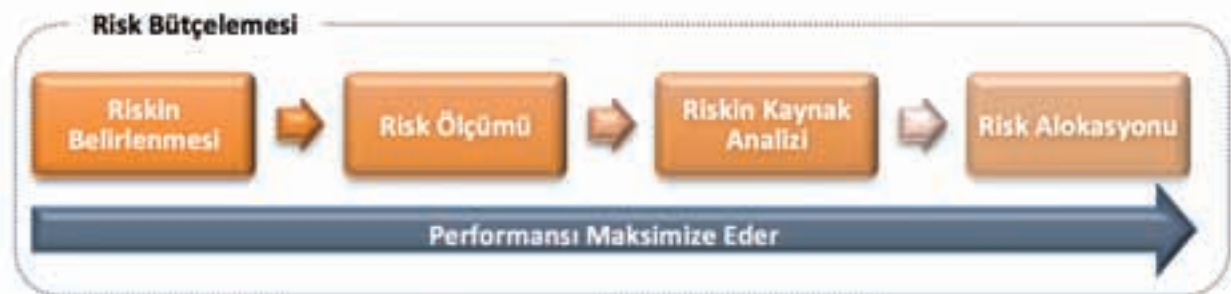 Risk Bütçelemesi
Riskin
Belirlenmesi
Risk Ölçümü
Riskin Kaynak
Analizi
Risk Alokasyonu
Performansı Maksimize Eder